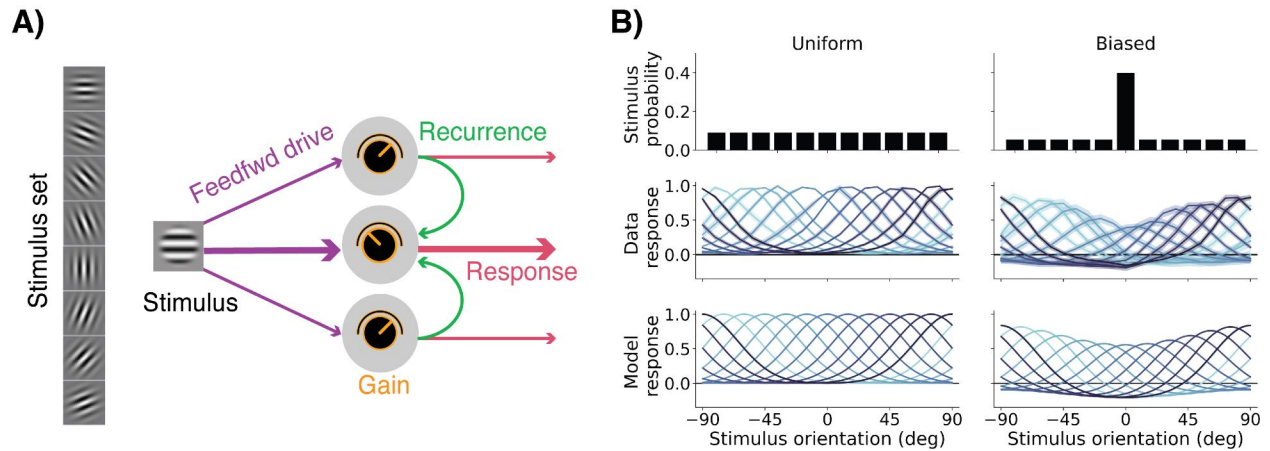 A)
Stimulus set
Stimulus
Feedfwd drive
Recurrence
Response
Gain
B)
Uniform
Biased
Stimulus
probability
0.4
0.2
0.0
Data
response
1.0
0.5
0.0
Model
response
1.0
0.5
0.0
−90 −45 0 45 90
Stimulus orientation (deg)
−90 −45 0 45 90
Stimulus orientation (deg)